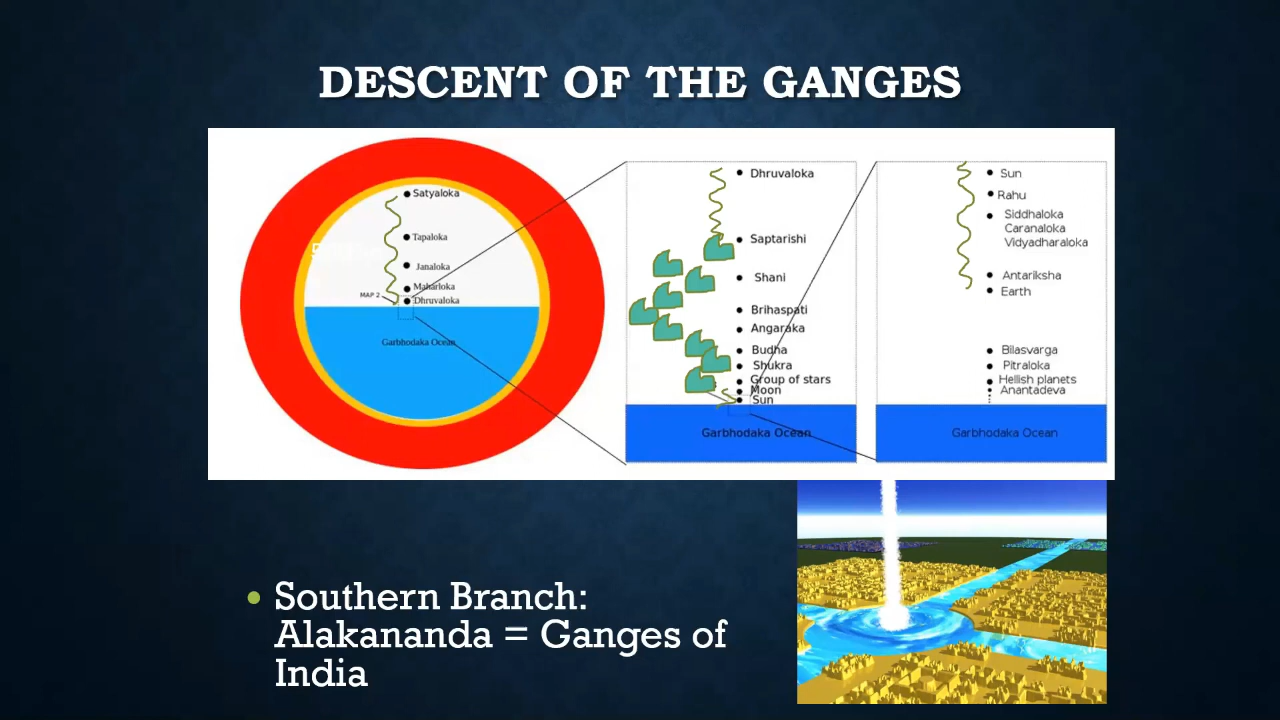 DESCENT OF THE GANGES
Satyaloka
Tapaloka
Janaloka
Maharloka
MAP 2
Dhruvaloka
Garbhodaka Ocean
Dhruvaloka
Saptarishi
Shani
Brihaspati
Angaraka
Budha
Shukra
Group of stars
Moon
Sun
Garbhodaka Ocean
Sun
Rahu
Siddhaloka
Caranaloka
Vidyadharaloka
Antariksha
Earth
Bilasvarga
Pitraloka
Hellish planets
Anantadeva
Garbhodaka Ocean
Southern Branch:
Alakananda = Ganges of
India